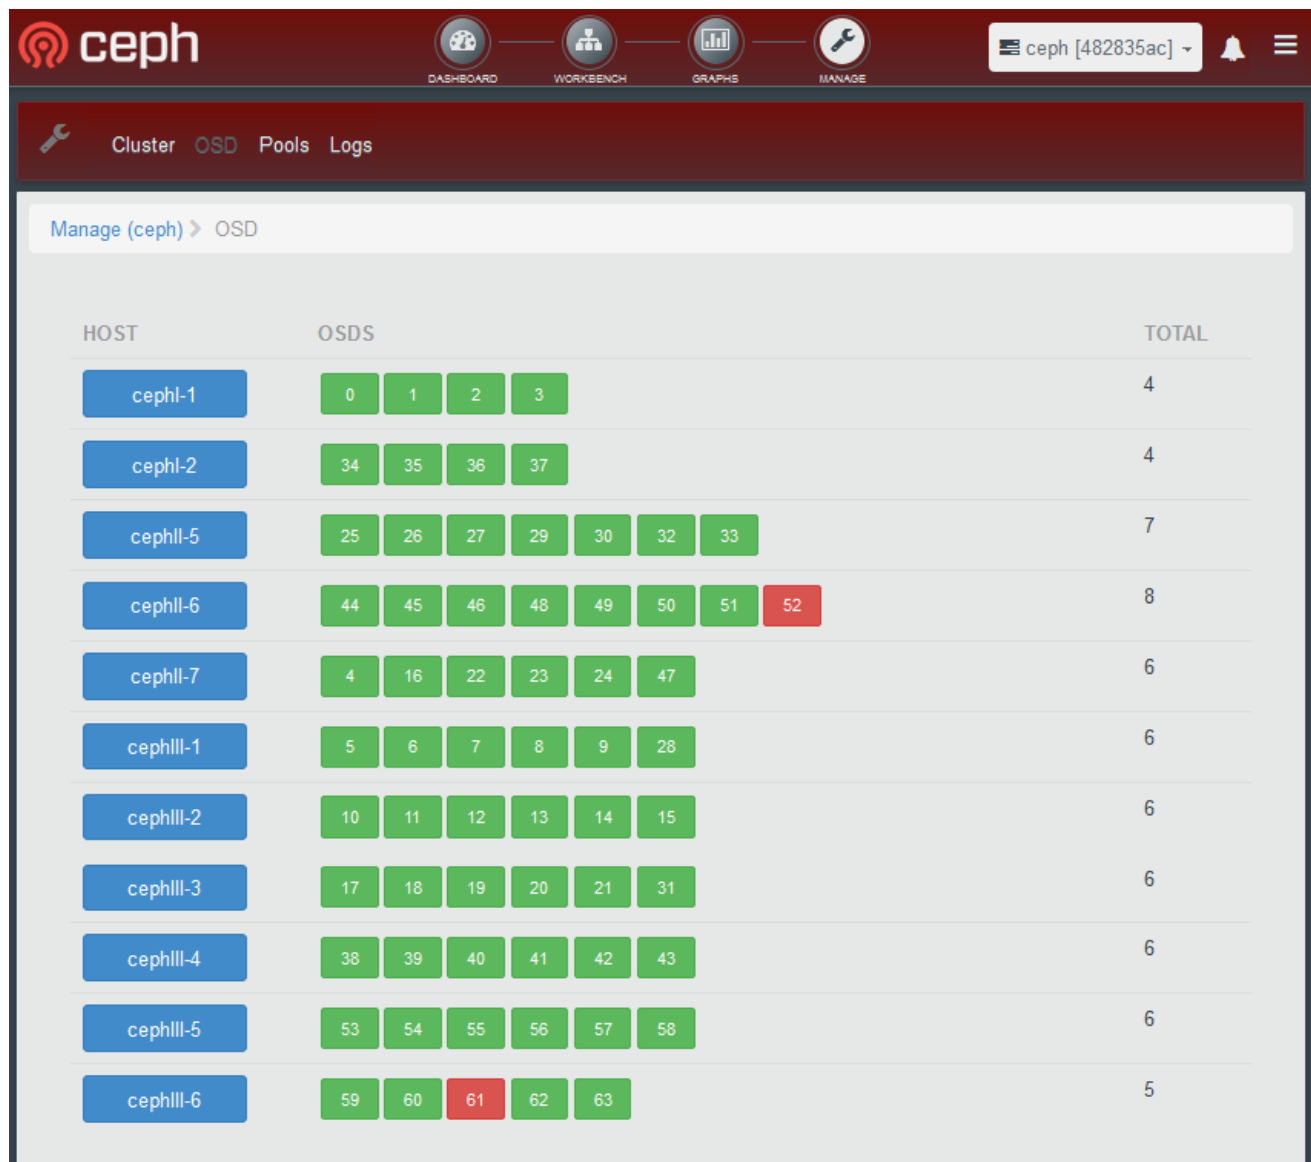 ceph
DASHBOARD WORKBENCH GRAPHS MANAGE
ceph [482835ac]
Cluster OSD Pools Logs
Manage (ceph) OSD
HOST OSDS TOTAL
cephI-1 0 1 2 3 4
cephI-2 34 35 36 37 4
cephII-5 25 26 27 29 30 32 33 7
cephII-6 44 45 46 48 49 50 51 52 8
cephII-7 4 16 22 23 24 47 6
cephIII-1 5 6 7 8 9 28 6
cephIII-2 10 11 12 13 14 15 6
cephIII-3 17 18 19 20 21 31 6
cephIII-4 38 39 40 41 42 43 6
cephIII-5 53 54 55 56 57 58 6
cephIII-6 59 60 61 62 63 5